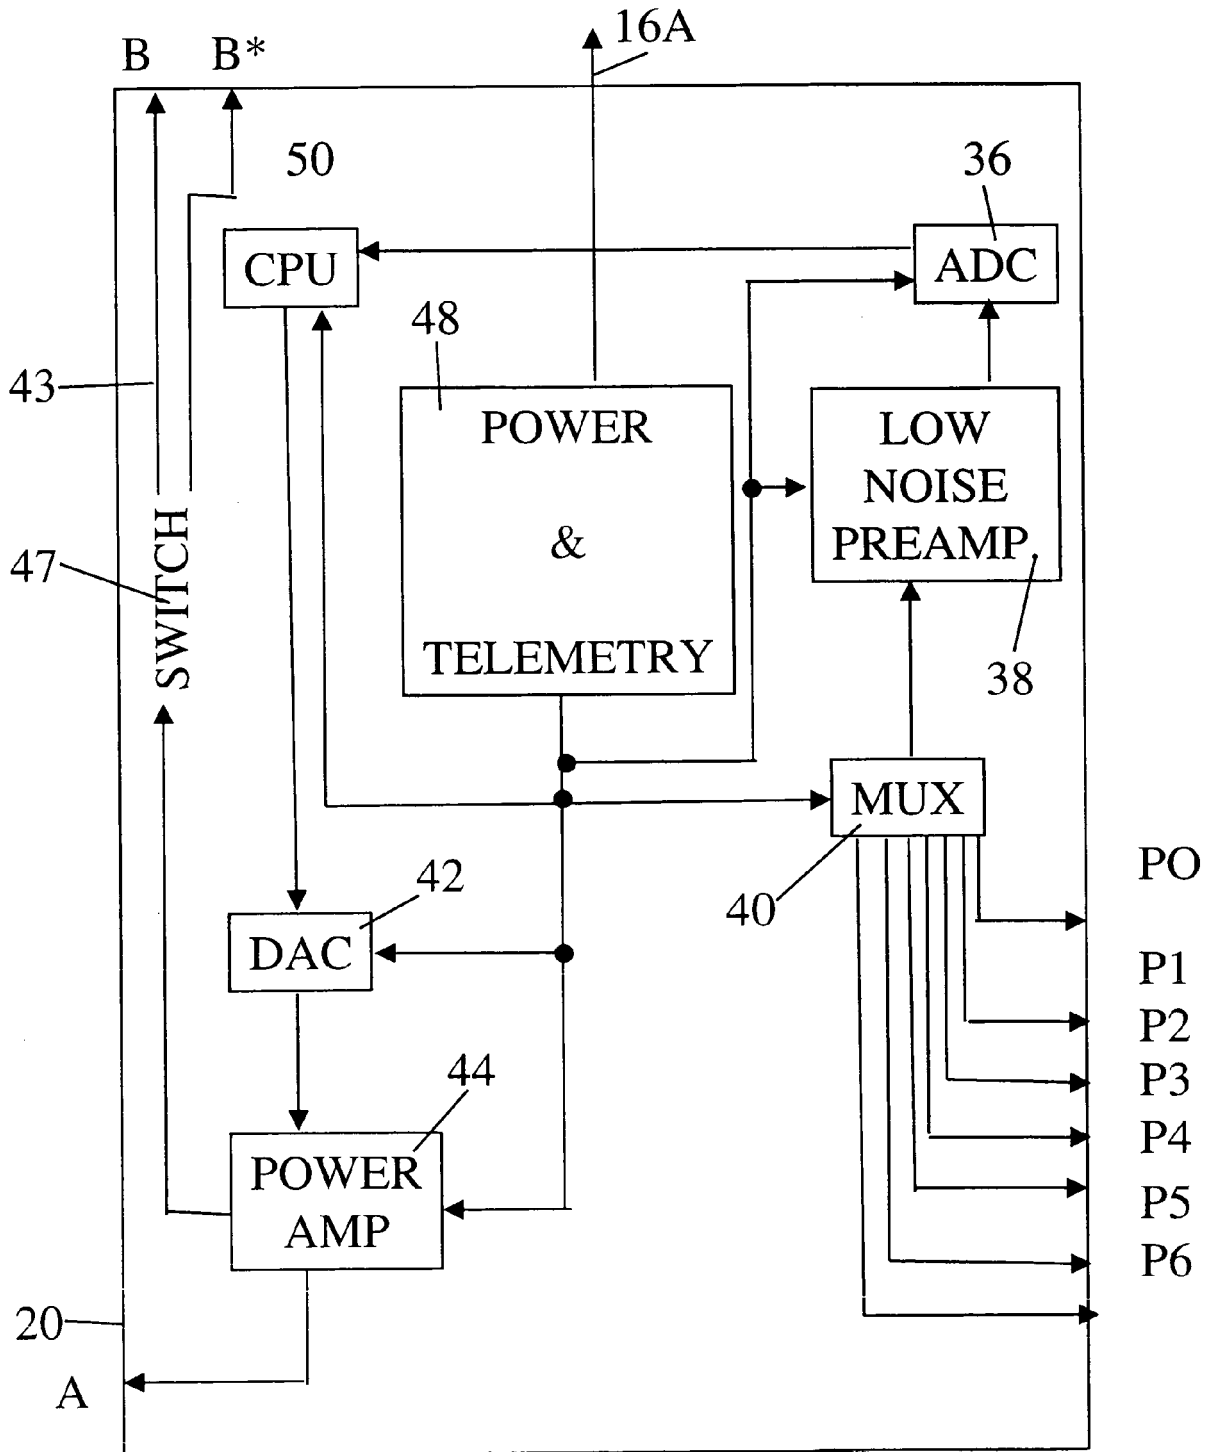 B B* 16A
50 36
CPU ADC
48
43
POWER
&
TELEMETRY
LOW
NOISE
PREAMP.
SWITCH
47
38
MUX
40
PO
42
DAC
P1
P2
P3
P4
P5
P6
44
POWER
AMP
20
A